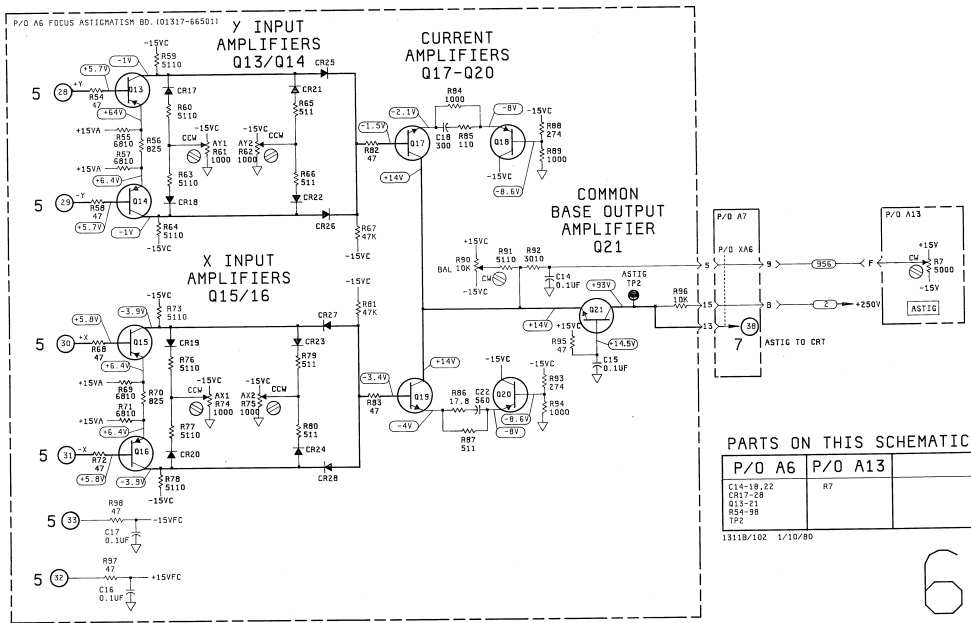 P/O A6 FOCUS ASTIGMATISM BD. (01317-66501)
Y INPUT
AMPLIFIERS
Q13/Q14
CURRENT
AMPLIFIERS
Q17-Q20
-15VC
R59
5110
-1V
+5.7V
5
28
+Y
R54
47
Q13
+64V
+15VA
R55
6810
R57
6810
+15VA
R56
825
+6.4V
5
29
-Y
R58
47
+5.7V
Q14
-1V
R64
5110
-15VC
CR17
R60
5110
CCW
-15VC
AY1
R61
1000
R63
5110
CR18
CR25
CR21
R65
511
-15VC
CCW
AY2
R62
1000
R66
511
CR22
CR26
R67
47K
-15VC
-1.5V
R82
47
-2.1V
Q17
+14V
R84
1000
C18
300
R85
110
-8V
Q18
-15VC
-15VC
R88
274
R89
1000
-8.6V
COMMON
BASE OUTPUT
AMPLIFIER
Q21
+15VC
R90
BAL 10K
CW
-15VC
R91
5110
R92
3010
C14
0.1UF
ASTIG
TP2
+93V
Q21
+14V
+15VC
R95
47
+14.5V
C15
0.1UF
R96
10K
P/O A7
P/O XA6
5
9
956
F
15
B
2
+250V
13
38
7
ASTIG TO CRT
P/O A13
+15V
CW
R7
5000
-15V
ASTIG
X INPUT
AMPLIFIERS
Q15/16
-15VC
R81
47K
-15VC
R73
5110
-3.9V
+5.8V
5
30
+X
R68
47
Q15
+6.4V
+15VA
R69
6810
R71
6810
+15VA
R70
825
+6.4V
5
31
-X
R72
47
+5.8V
Q16
-3.9V
R78
5110
-15VC
CR19
R76
5110
CCW
-15VC
AX1
R74
1000
R77
5110
CR20
CR27
CR23
R79
511
-15VC
CCW
AX2
R75
1000
R80
511
CR24
CR28
-3.4V
R83
47
+14V
Q19
-4V
R86
17.8
C22
560
R87
511
-8V
Q20
-15VC
-15VC
R93
274
R94
1000
-8.6V
5
33
R98
47
-15VFC
C17
0.1UF
5
32
R97
47
+15VFC
C16
0.1UF
PARTS ON THIS SCHEMATIC
P/O A6
P/O A13
C14-18,22
CR17-28
Q13-21
R54-98
TP2
R7
1311B/102 1/10/80
6